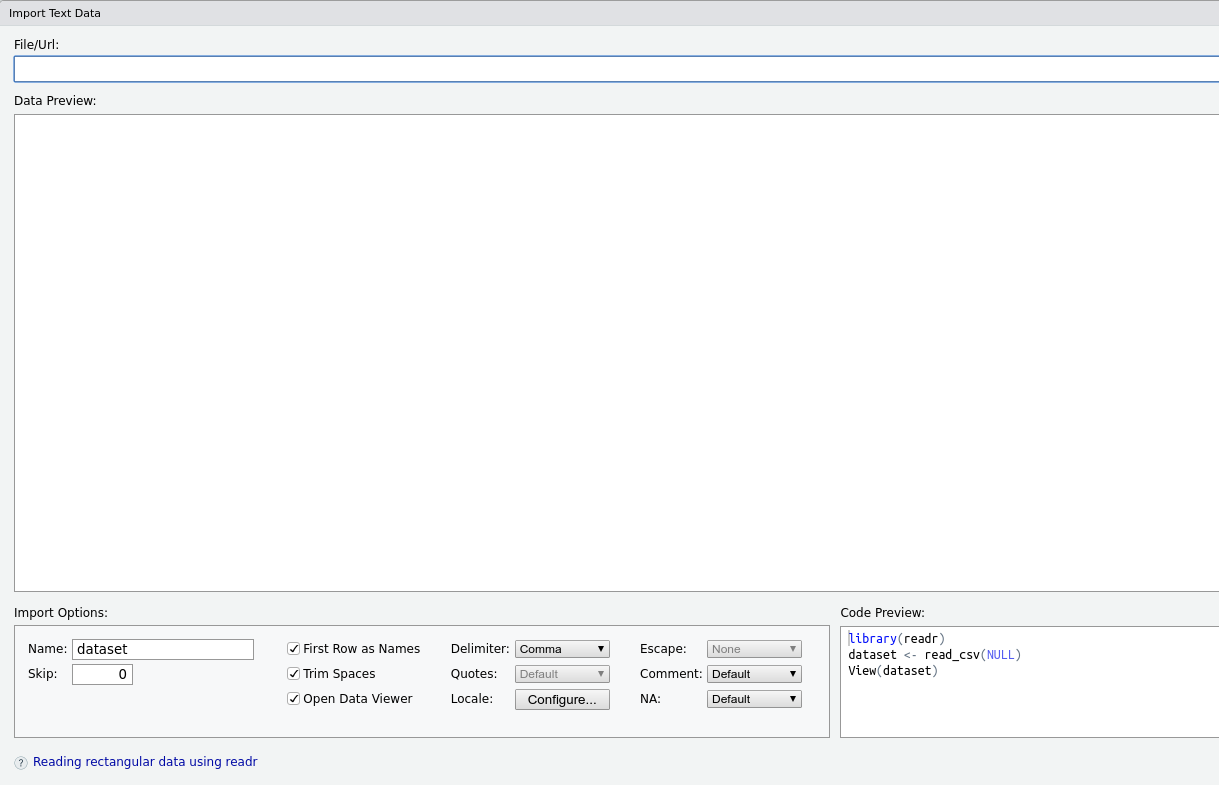 Import Text Data
File/Url:
Data Preview:
Import Options:
Name: dataset
Skip: 0
First Row as Names
Trim Spaces
Open Data Viewer
Delimiter: Comma
Quotes: Default
Locale: Configure...
Escape: None
Comment: Default
NA: Default
Code Preview:
library(readr)
dataset <- read_csv(NULL)
View(dataset)
? Reading rectangular data using readr